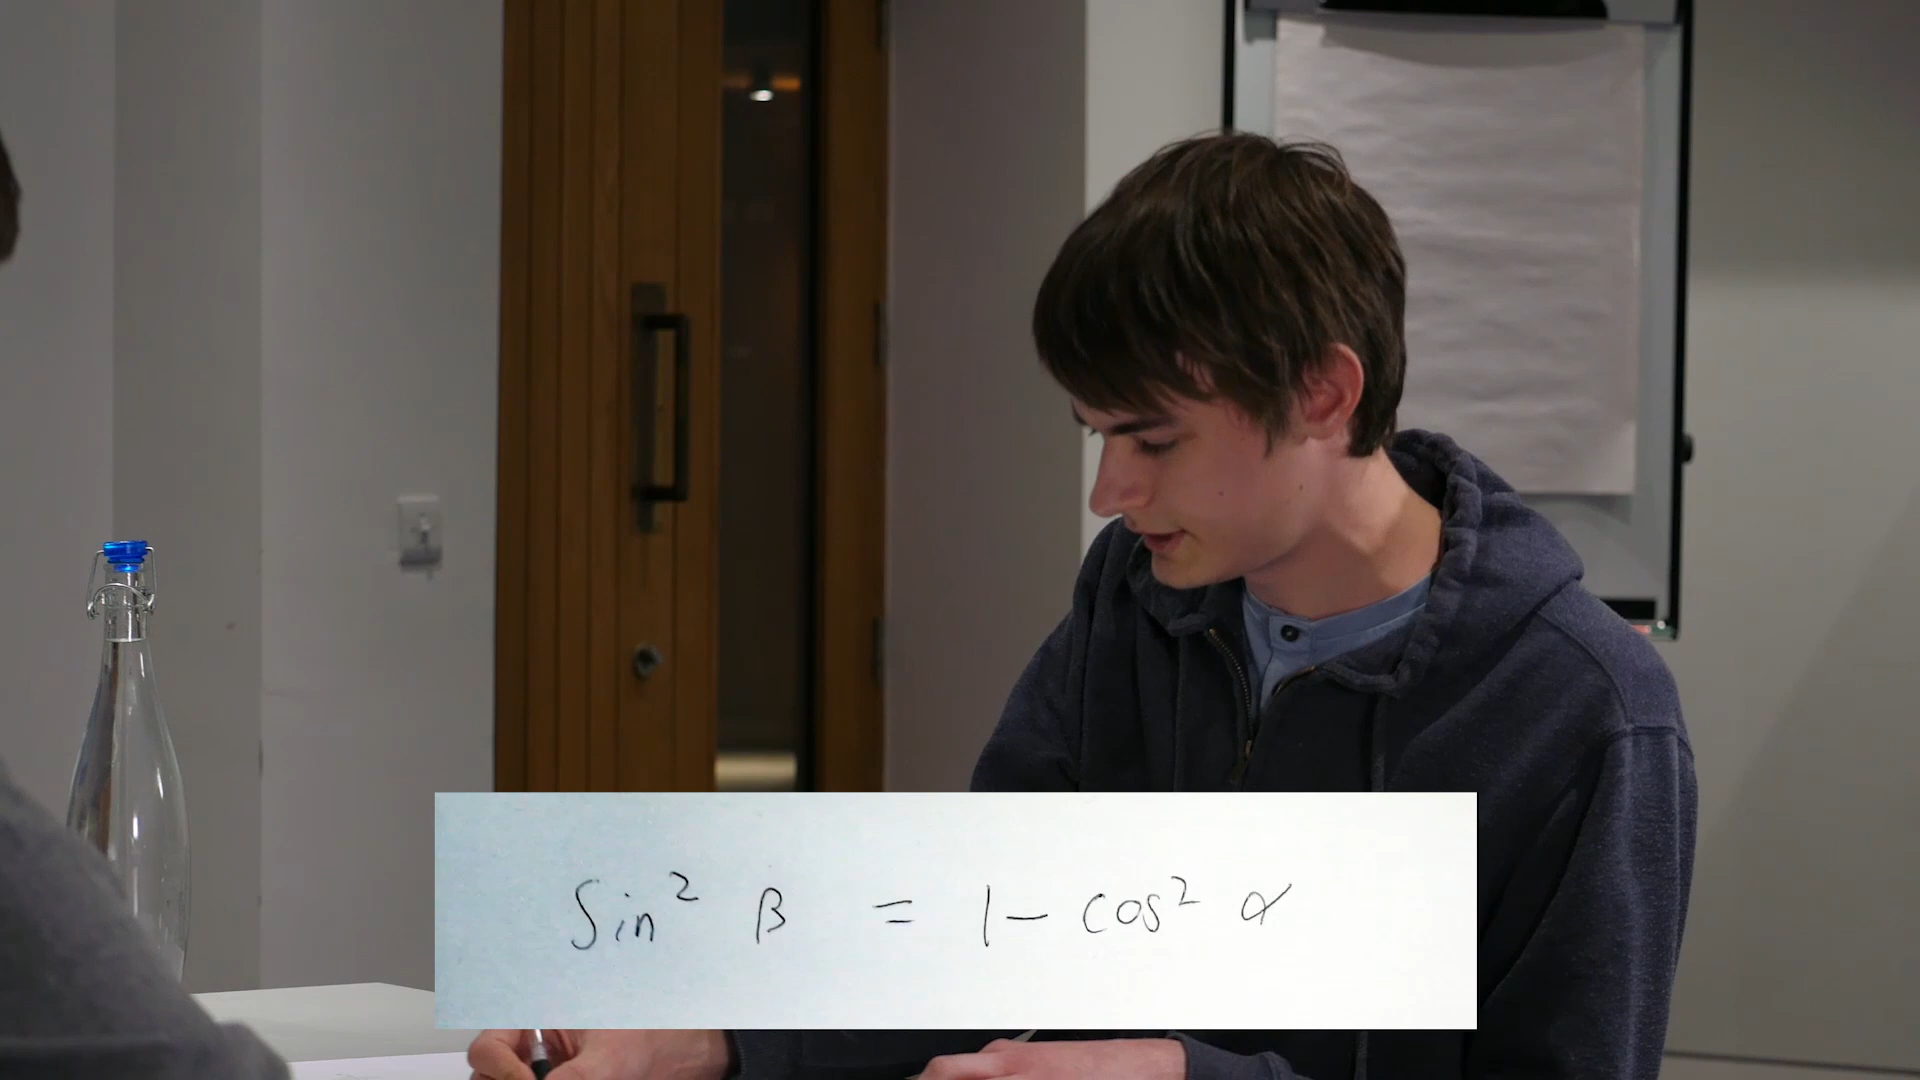 Sin² β = 1 - cos² α